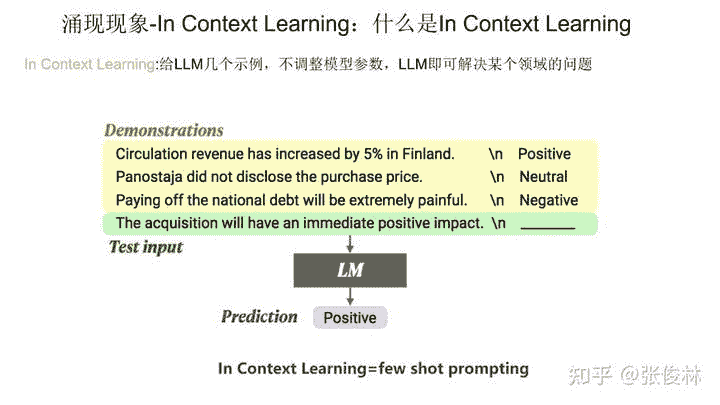 涌现现象-In Context Learning：什么是In Context Learning
In Context Learning:给LLM几个示例，不调整模型参数，LLM即可解决某个领域的问题
Demonstrations
Circulation revenue has increased by 5% in Finland. \n Positive
Panostaja did not disclose the purchase price. \n Neutral
Paying off the national debt will be extremely painful. \n Negative
The acquisition will have an immediate positive impact. \n ______
Test input
LM
Prediction Positive
In Context Learning=few shot prompting
知乎 @张俊林